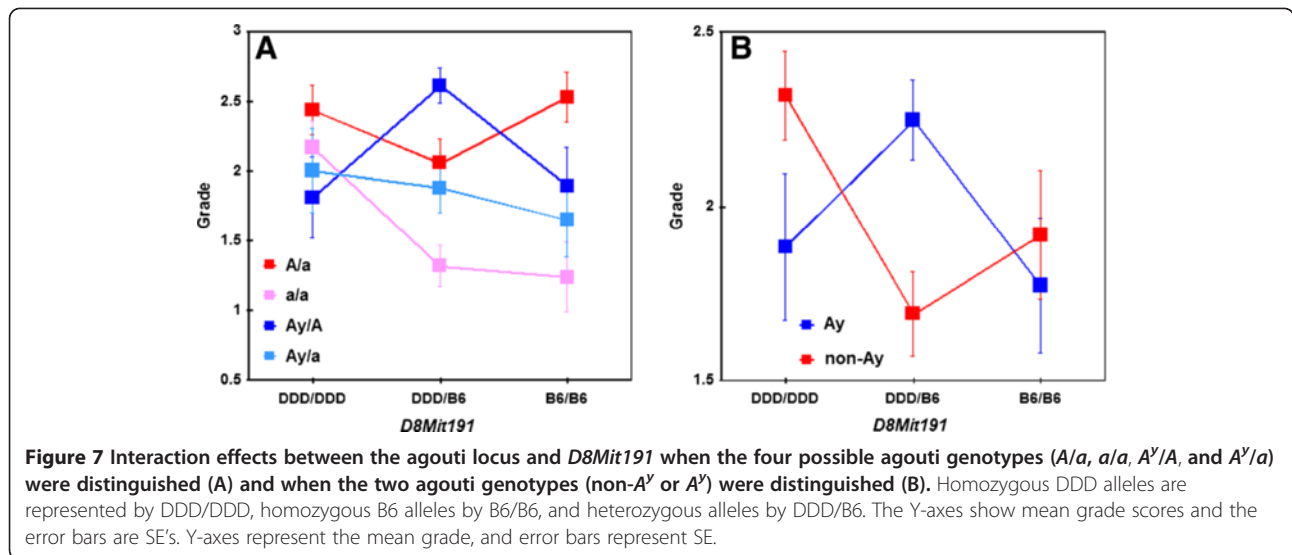 A
3
2.5
2
1.5
1
0.5
Grade
A/a
a/a
Ay/A
Ay/a
DDD/DDD DDD/B6 B6/B6
D8Mit191
B
2.5
2
1.5
Grade
Ay
non-Ay
DDD/DDD DDD/B6 B6/B6
D8Mit191
Figure 7 Interaction effects between the agouti locus and D8Mit191 when the four possible agouti genotypes (A/a, a/a, Aʸ/A, and Aʸ/a)
were distinguished (A) and when the two agouti genotypes (non-Aʸ or Aʸ) were distinguished (B). Homozygous DDD alleles are
represented by DDD/DDD, homozygous B6 alleles by B6/B6, and heterozygous alleles by DDD/B6. The Y-axes show mean grade scores and the
error bars are SE's. Y-axes represent the mean grade, and error bars represent SE.